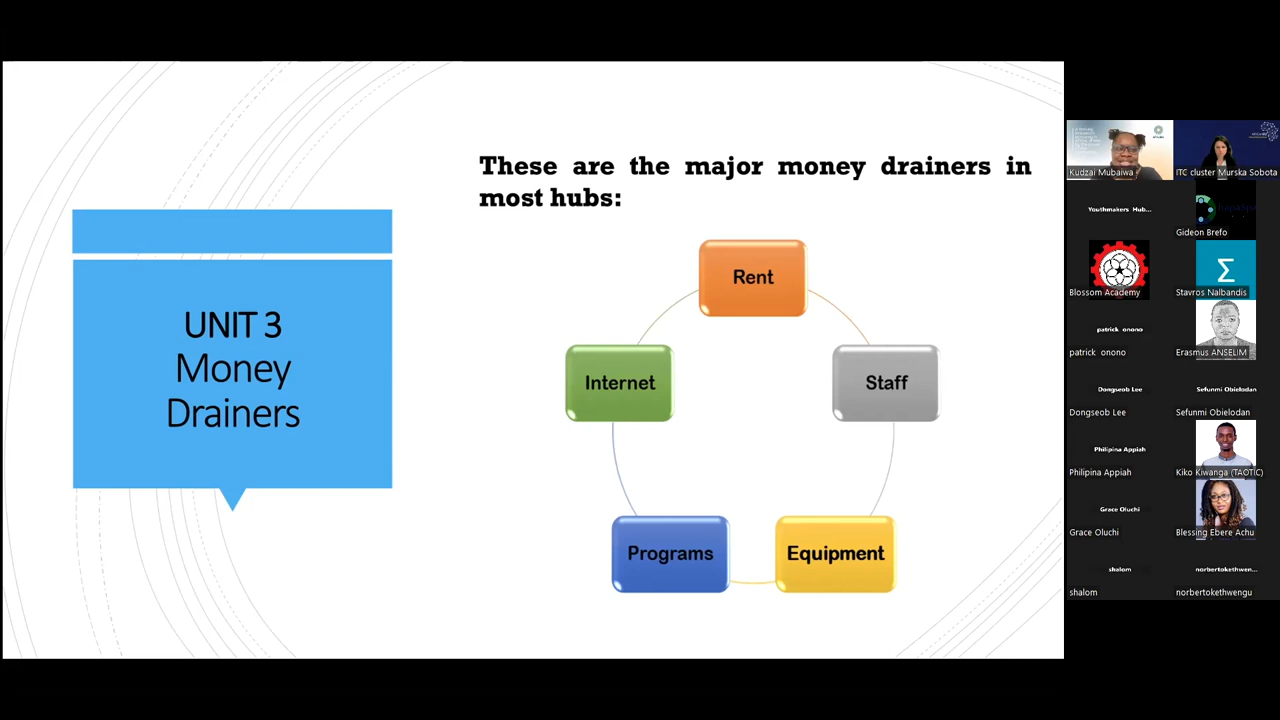 These are the major money drainers in
most hubs:
UNIT 3
Money
Drainers
Rent
Internet
Staff
Programs
Equipment
Kudzai Mubaiwa
ITC cluster Murska Sobota
Youthmakers Hub...
Gideon Brefo
Blossom Academy
Σ
Stavros Nalbandis
patrick onono
patrick onono
Erasmus ANSELIM
Dongseob Lee
Dongseob Lee
Sefunmi Obielodan
Sefunmi Obielodan
Philipina Appiah
Philipina Appiah
Kiko Kiwanga (TAOTIC)
Grace Oluchi
Grace Oluchi
Blessing Ebere Achu
shalom
shalom
norbertokethwen...
norbertokethwengu